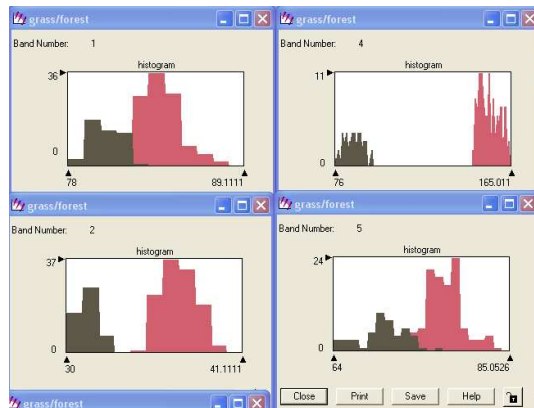 grass/forest
Band Number: 1
histogram
36
0
78 89.1111
grass/forest
Band Number: 4
histogram
11
0
76 165.011
grass/forest
Band Number: 2
histogram
37
0
30 41.1111
grass/forest
Band Number: 5
histogram
24
0
64 85.0526
Close Print Save Help
grass/forest